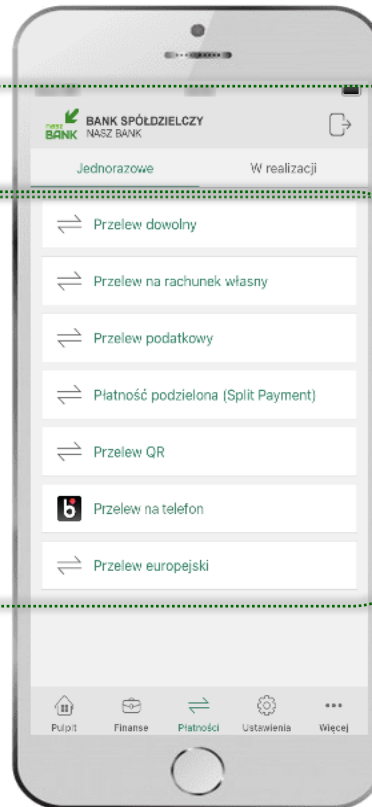 nasz
BANK
BANK SPÓŁDZIELCZY
NASZ BANK
Jednorazowe
W realizacji
Przelew dowolny
Przelew na rachunek własny
Przelew podatkowy
Płatność podzielona (Split Payment)
Przelew QR
Przelew na telefon
Przelew europejski
Pulpit
Finanse
Płatności
Ustawienia
Więcej